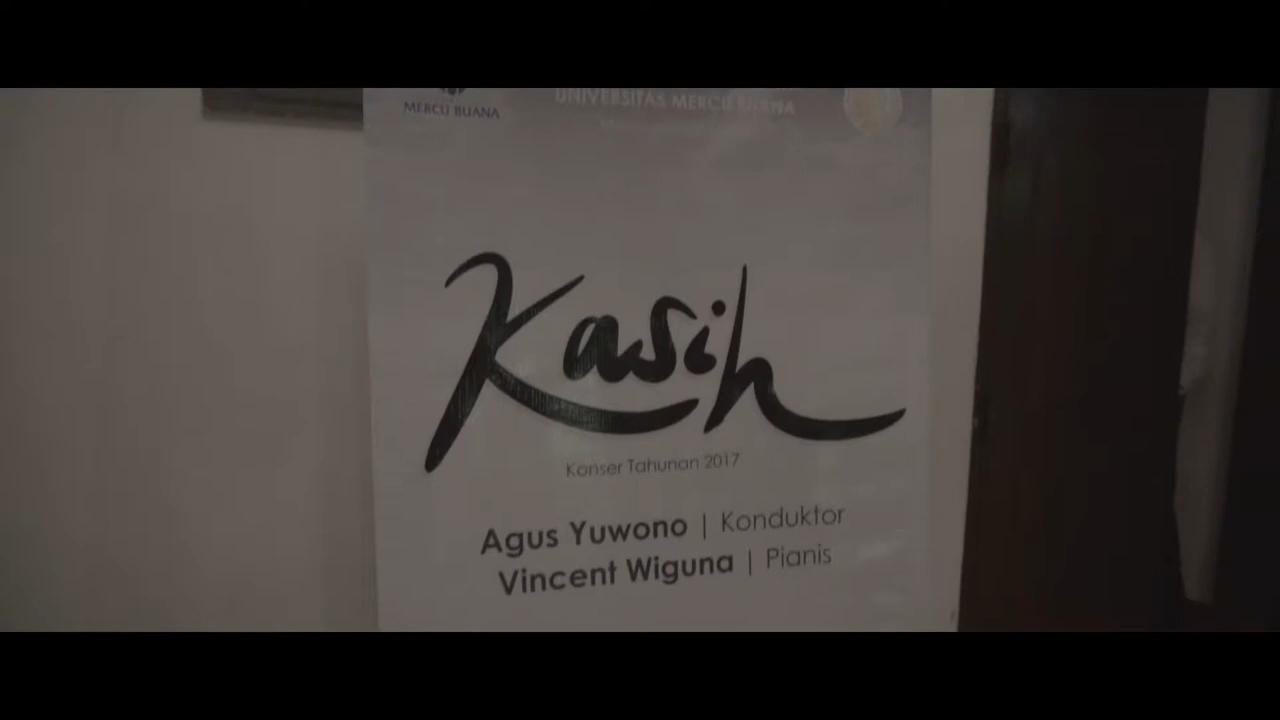 MERCU BUANA
UNIVERSITAS MERCU BUANA
Kasih
Konser Tahunan 2017
Agus Yuwono | Konduktor
Vincent Wiguna | Pianis